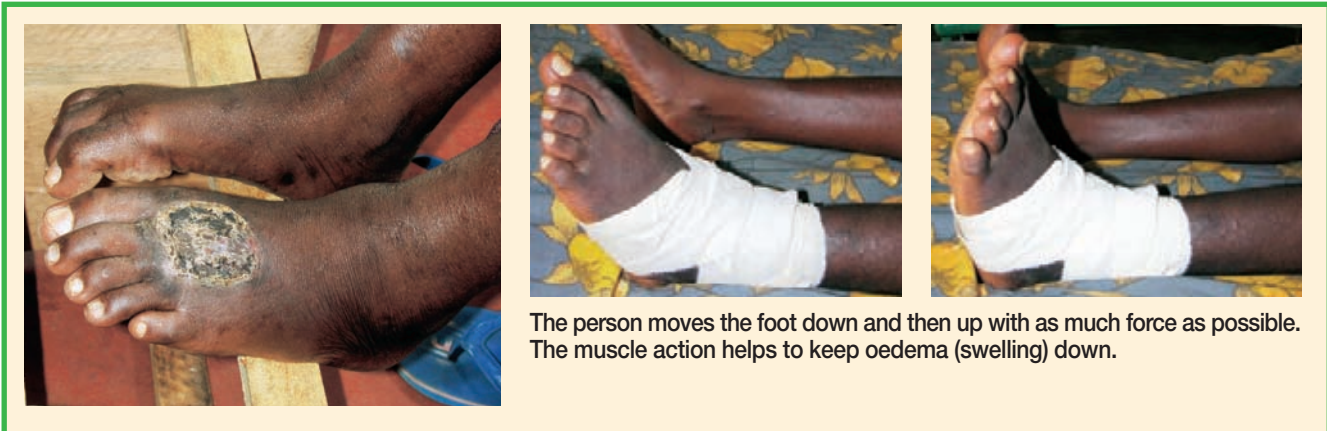 The person moves the foot down and then up with as much force as possible.
The muscle action helps to keep oedema (swelling) down.